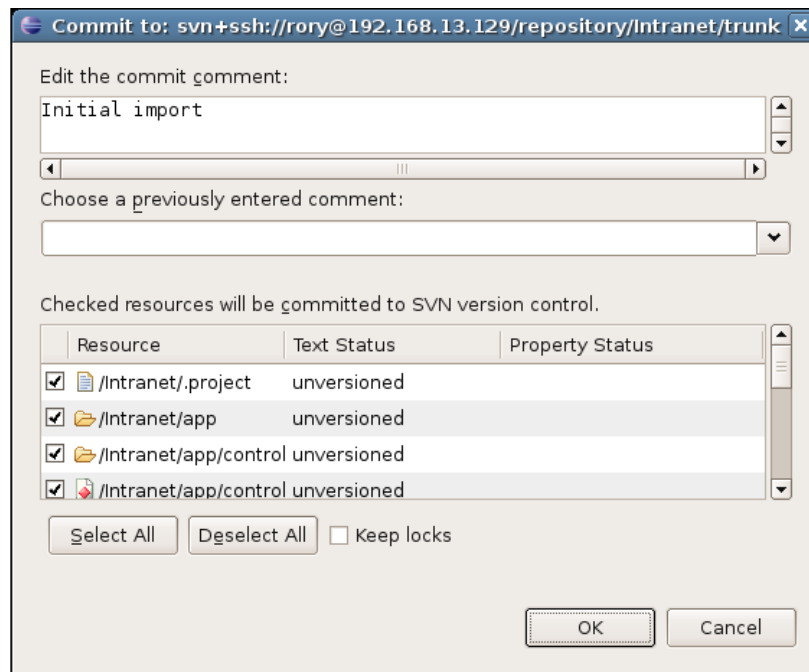 Commit to: svn+ssh://rory@192.168.13.129/repository/Intranet/trunk
Edit the commit comment:
Initial import
Choose a previously entered comment:
Checked resources will be committed to SVN version control.
Resource Text Status Property Status
/Intranet/.project unversioned
/Intranet/app unversioned
/Intranet/app/control unversioned
/Intranet/app/control unversioned
Select All Deselect All Keep locks
OK Cancel